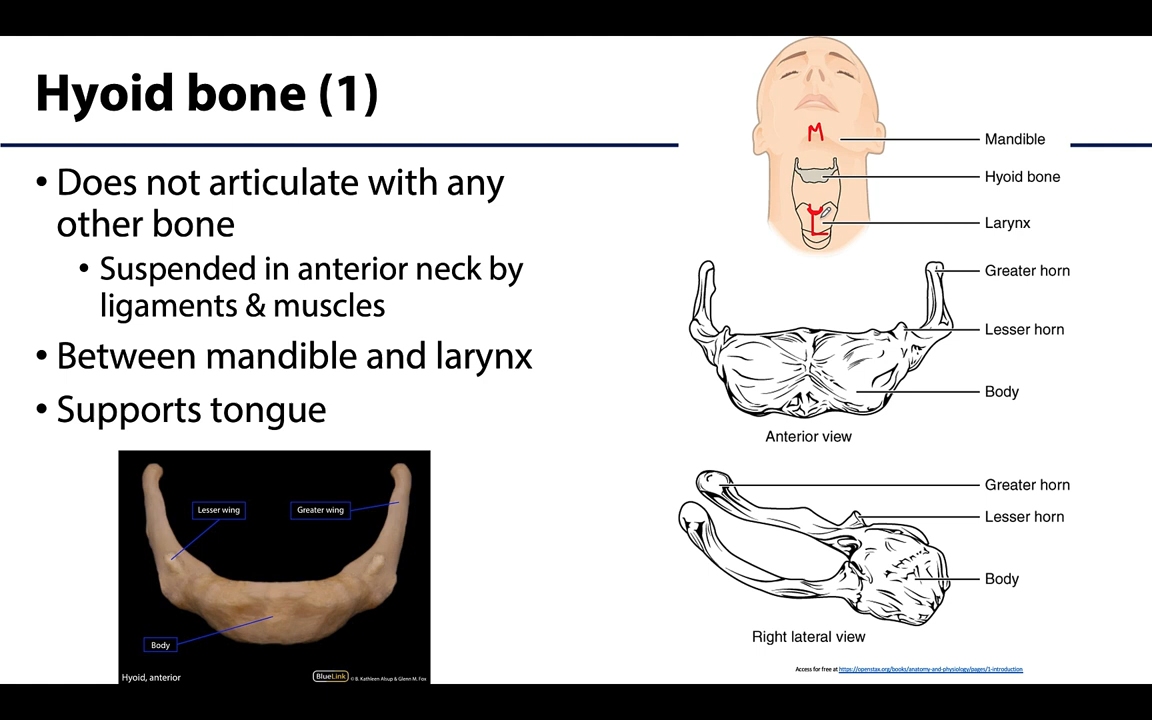 Hyoid bone (1)
• Does not articulate with any
other bone
• Suspended in anterior neck by
ligaments & muscles
• Between mandible and larynx
• Supports tongue
Lesser wing
Greater wing
Body
Hyoid, anterior
BlueLink © B. Kathleen Alsup & Glenn M. Fox
M
Mandible
Hyoid bone
L
Larynx
Greater horn
Lesser horn
Body
Anterior view
Greater horn
Lesser horn
Body
Right lateral view
Access for free at https://openstax.org/books/anatomy-and-physiology/pages/1-introduction